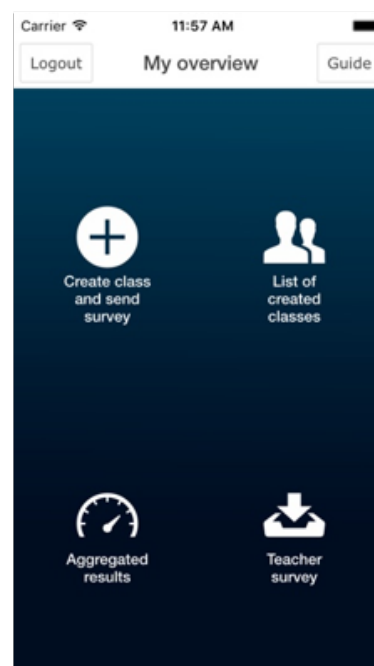 Carrier 11:57 AM
Logout My overview Guide
Create class
and send
survey
List of
created
classes
Aggregated
results
Teacher
survey